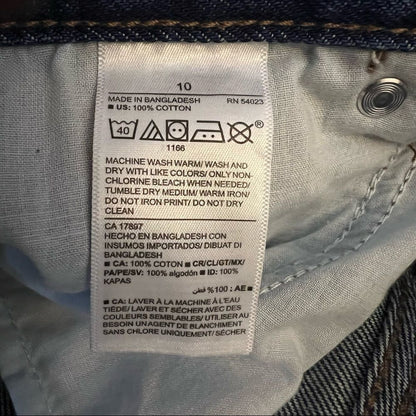 10
MADE IN BANGLADESH RN 54023
■ US: 100% COTTON
40 ®
1166
MACHINE WASH WARM/ WASH AND
DRY WITH LIKE COLORS/ ONLY NON-
CHLORINE BLEACH WHEN NEEDED/
TUMBLE DRY MEDIUM/ WARM IRON/
DO NOT IRON PRINT/ DO NOT DRY
CLEAN
CA 17897
HECHO EN BANGLADESH CON
INSUMOS IMPORTADOS/ DIBUAT DI
BANGLADESH
■ CA: 100% COTON ■ CR/CL/GT/MX/
PA/PE/SV: 100% algodón ■ ID: 100%
KAPAS
قطن 100% : AE ■
■ CA: LAVER À LA MACHINE À L'EAU
TIÈDE/ LAVER ET SÉCHER AVEC DES
COULEURS SEMBLABLES/ UTILISER AU
BESOIN UN AGENT DE BLANCHIMENT
SANS CHLORE UNIQUEMENT/ SÉCHER